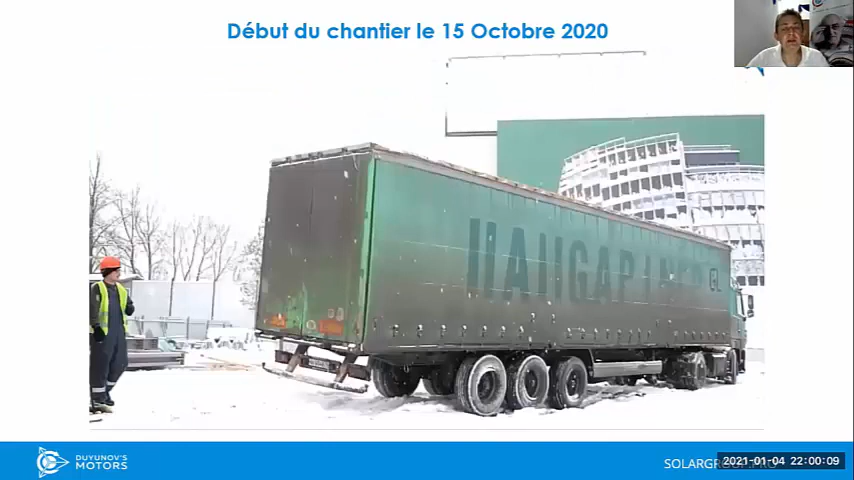 Début du chantier le 15 Octobre 2020
DUYUNOV'S
MOTORS
2021-01-04 22:00:09